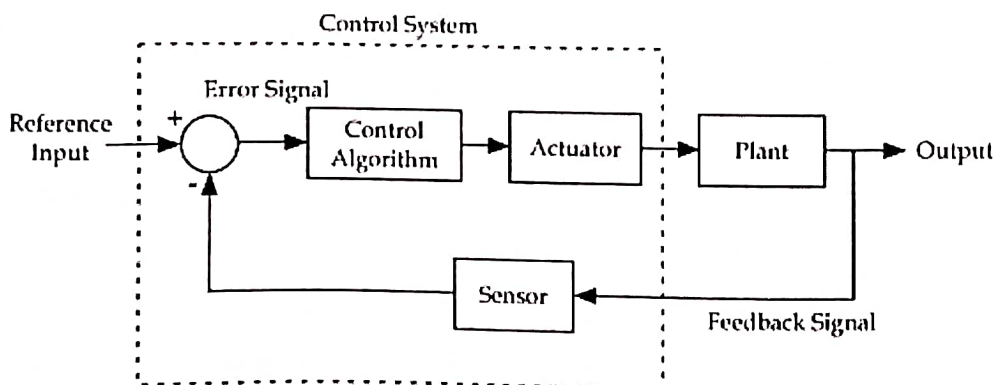 Control System
Error Signal
+
Reference
Input
Control
Algorithm
Actuator
Plant
Output
-
Sensor
Feedback Signal